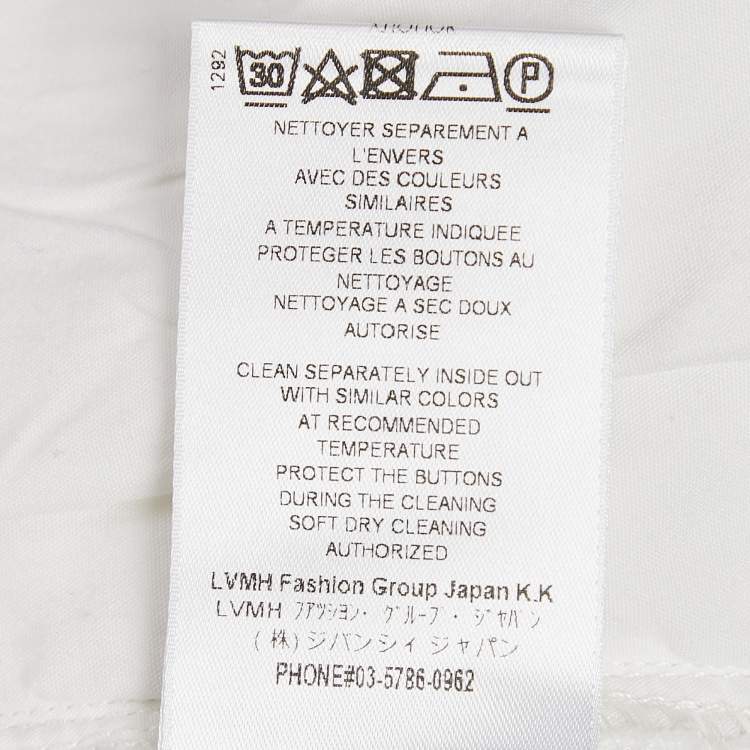 1292
30 P
NETTOYER SEPAREMENT A
L'ENVERS
AVEC DES COULEURS
SIMILAIRES
A TEMPERATURE INDIQUEE
PROTEGER LES BOUTONS AU
NETTOYAGE
NETTOYAGE A SEC DOUX
AUTORISE
CLEAN SEPARATELY INSIDE OUT
WITH SIMILAR COLORS
AT RECOMMENDED
TEMPERATURE
PROTECT THE BUTTONS
DURING THE CLEANING
SOFT DRY CLEANING
AUTHORIZED
LVMH Fashion Group Japan K.K
LVMH ファッション・グループ・ジャパン
(株)ジバンシィ ジャパン
PHONE#03-5786-0962